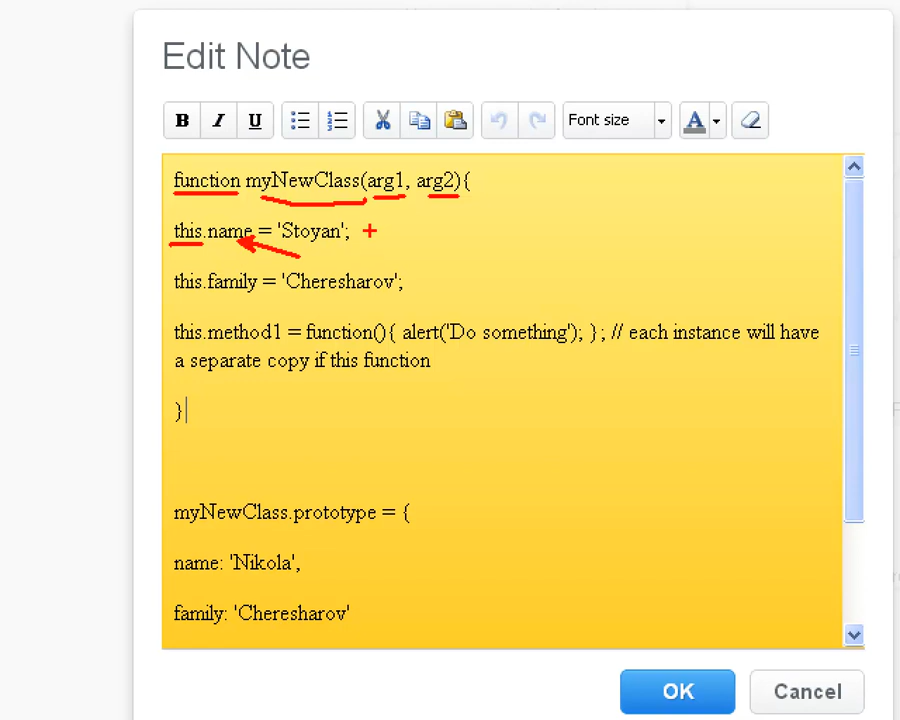 Edit Note
B I U Font size A
function myNewClass(arg1, arg2){
this.name = 'Stoyan';
this.family = 'Cheresharov';
this.method1 = function(){ alert('Do something'); }; // each instance will have
a separate copy if this function
}
myNewClass.prototype = {
name: 'Nikola',
family: 'Cheresharov'
OK Cancel